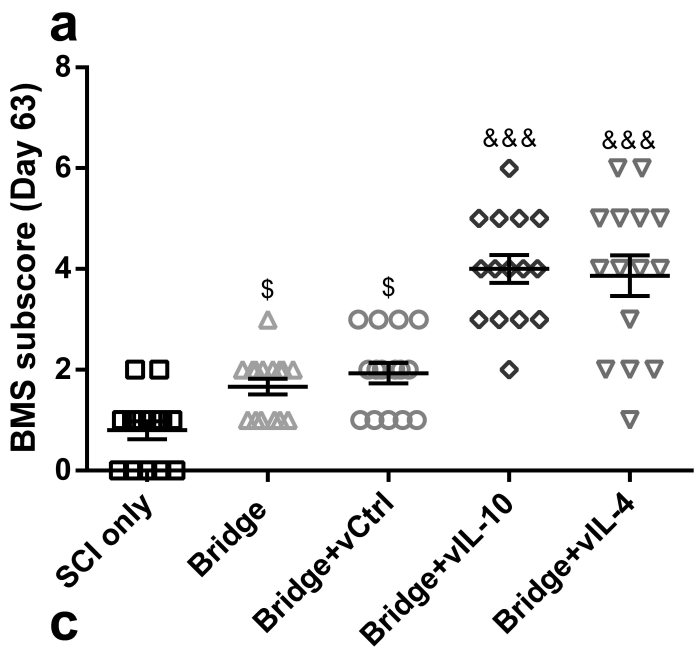 a
BMS subscore (Day 63)
8
6
4
2
0
$
$
&&&
&&&
SCI only
Bridge
Bridge+vCtrl
Bridge+vIL-10
Bridge+vIL-4
c